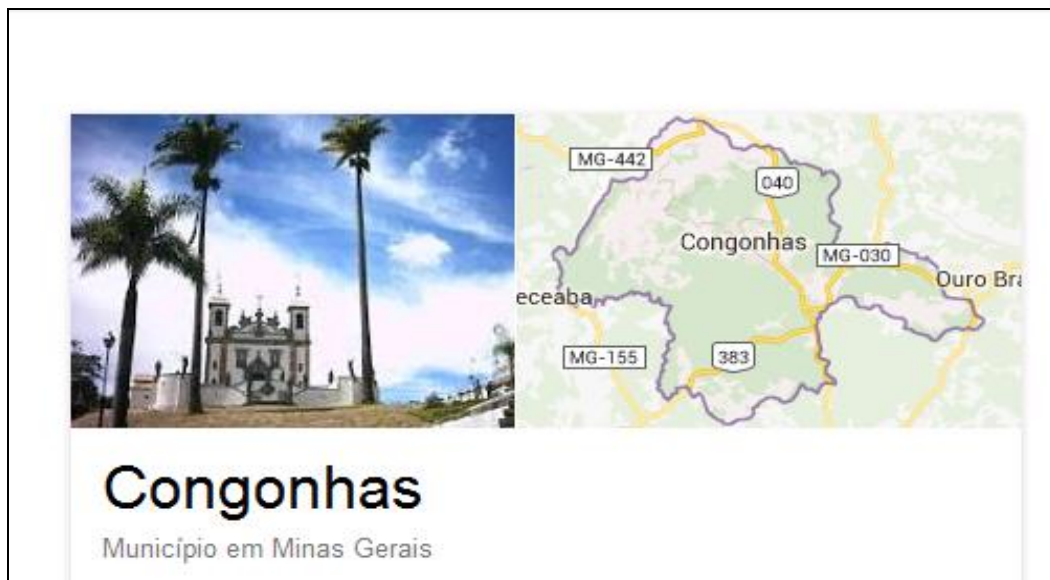 MG-442
040
Congonhas
MG-030
Ouro Bra
eceaba
MG-155
383
Congonhas
Município em Minas Gerais